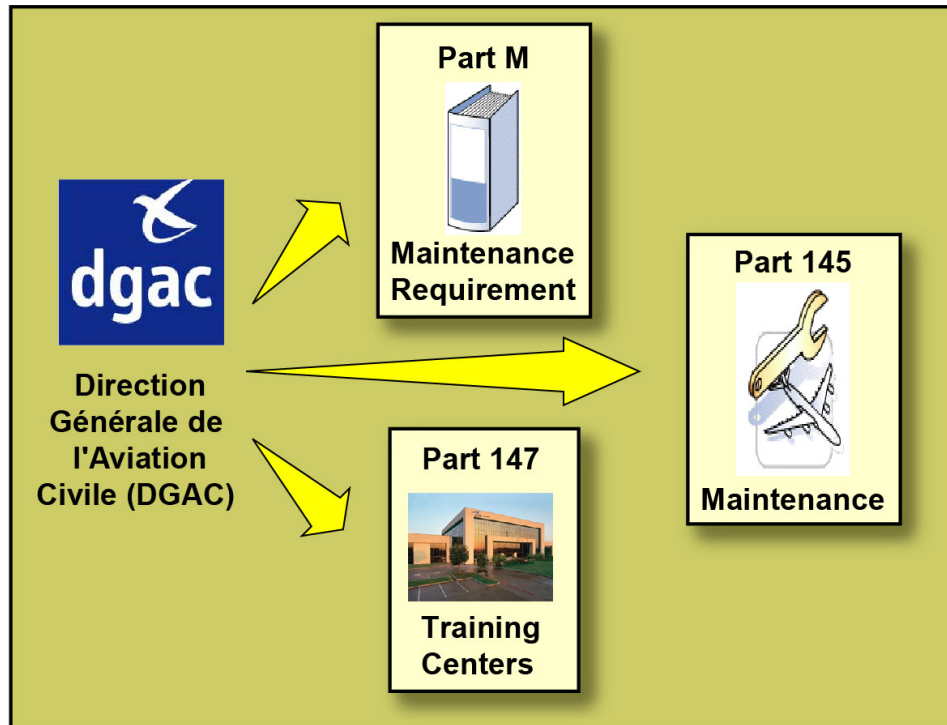 Part M
Maintenance
Requirement
dgac
Direction
Générale de
l'Aviation
Civile (DGAC)
Part 145
Maintenance
Part 147
Training
Centers